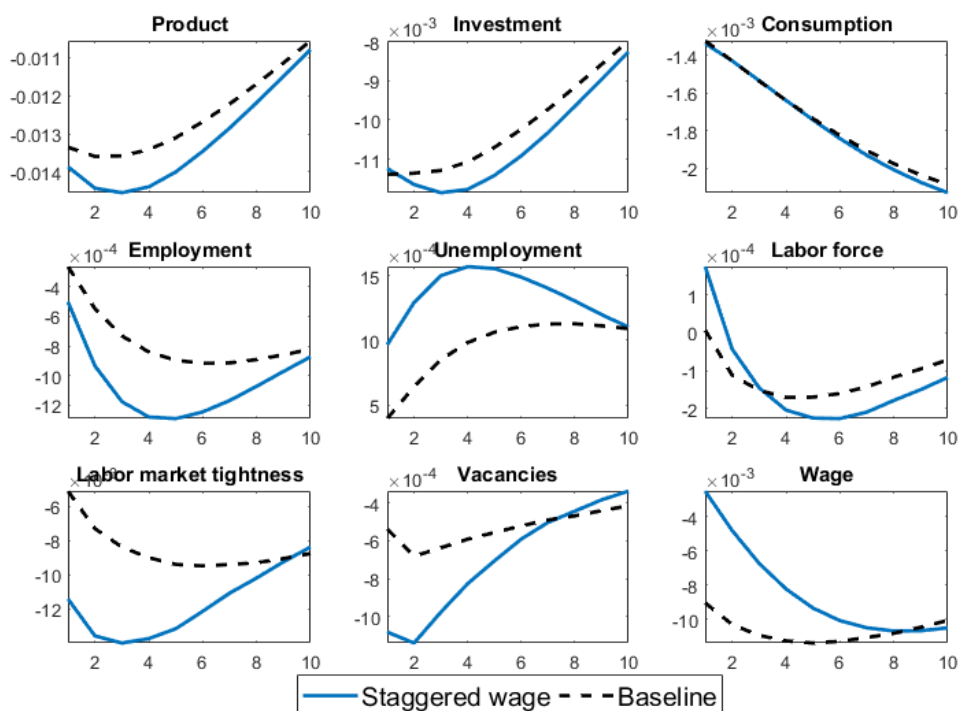 Product
Investment
Consumption
-0.011
-0.012
-0.013
-0.014
2 4 6 8 10
×10⁻³
-8
-9
-10
-11
2 4 6 8 10
×10⁻³
-1.4
-1.6
-1.8
-2
2 4 6 8 10
Employment
Unemployment
Labor force
×10⁻⁴
-4
-6
-8
-10
-12
2 4 6 8 10
×10⁻⁴
15
10
5
2 4 6 8 10
×10⁻⁴
1
0
-1
-2
2 4 6 8 10
Labor market tightness
Vacancies
Wage
×10
-6
-8
-10
-12
2 4 6 8 10
×10⁻⁴
-4
-6
-8
-10
2 4 6 8 10
×10⁻³
-4
-6
-8
-10
2 4 6 8 10
Staggered wage
Baseline